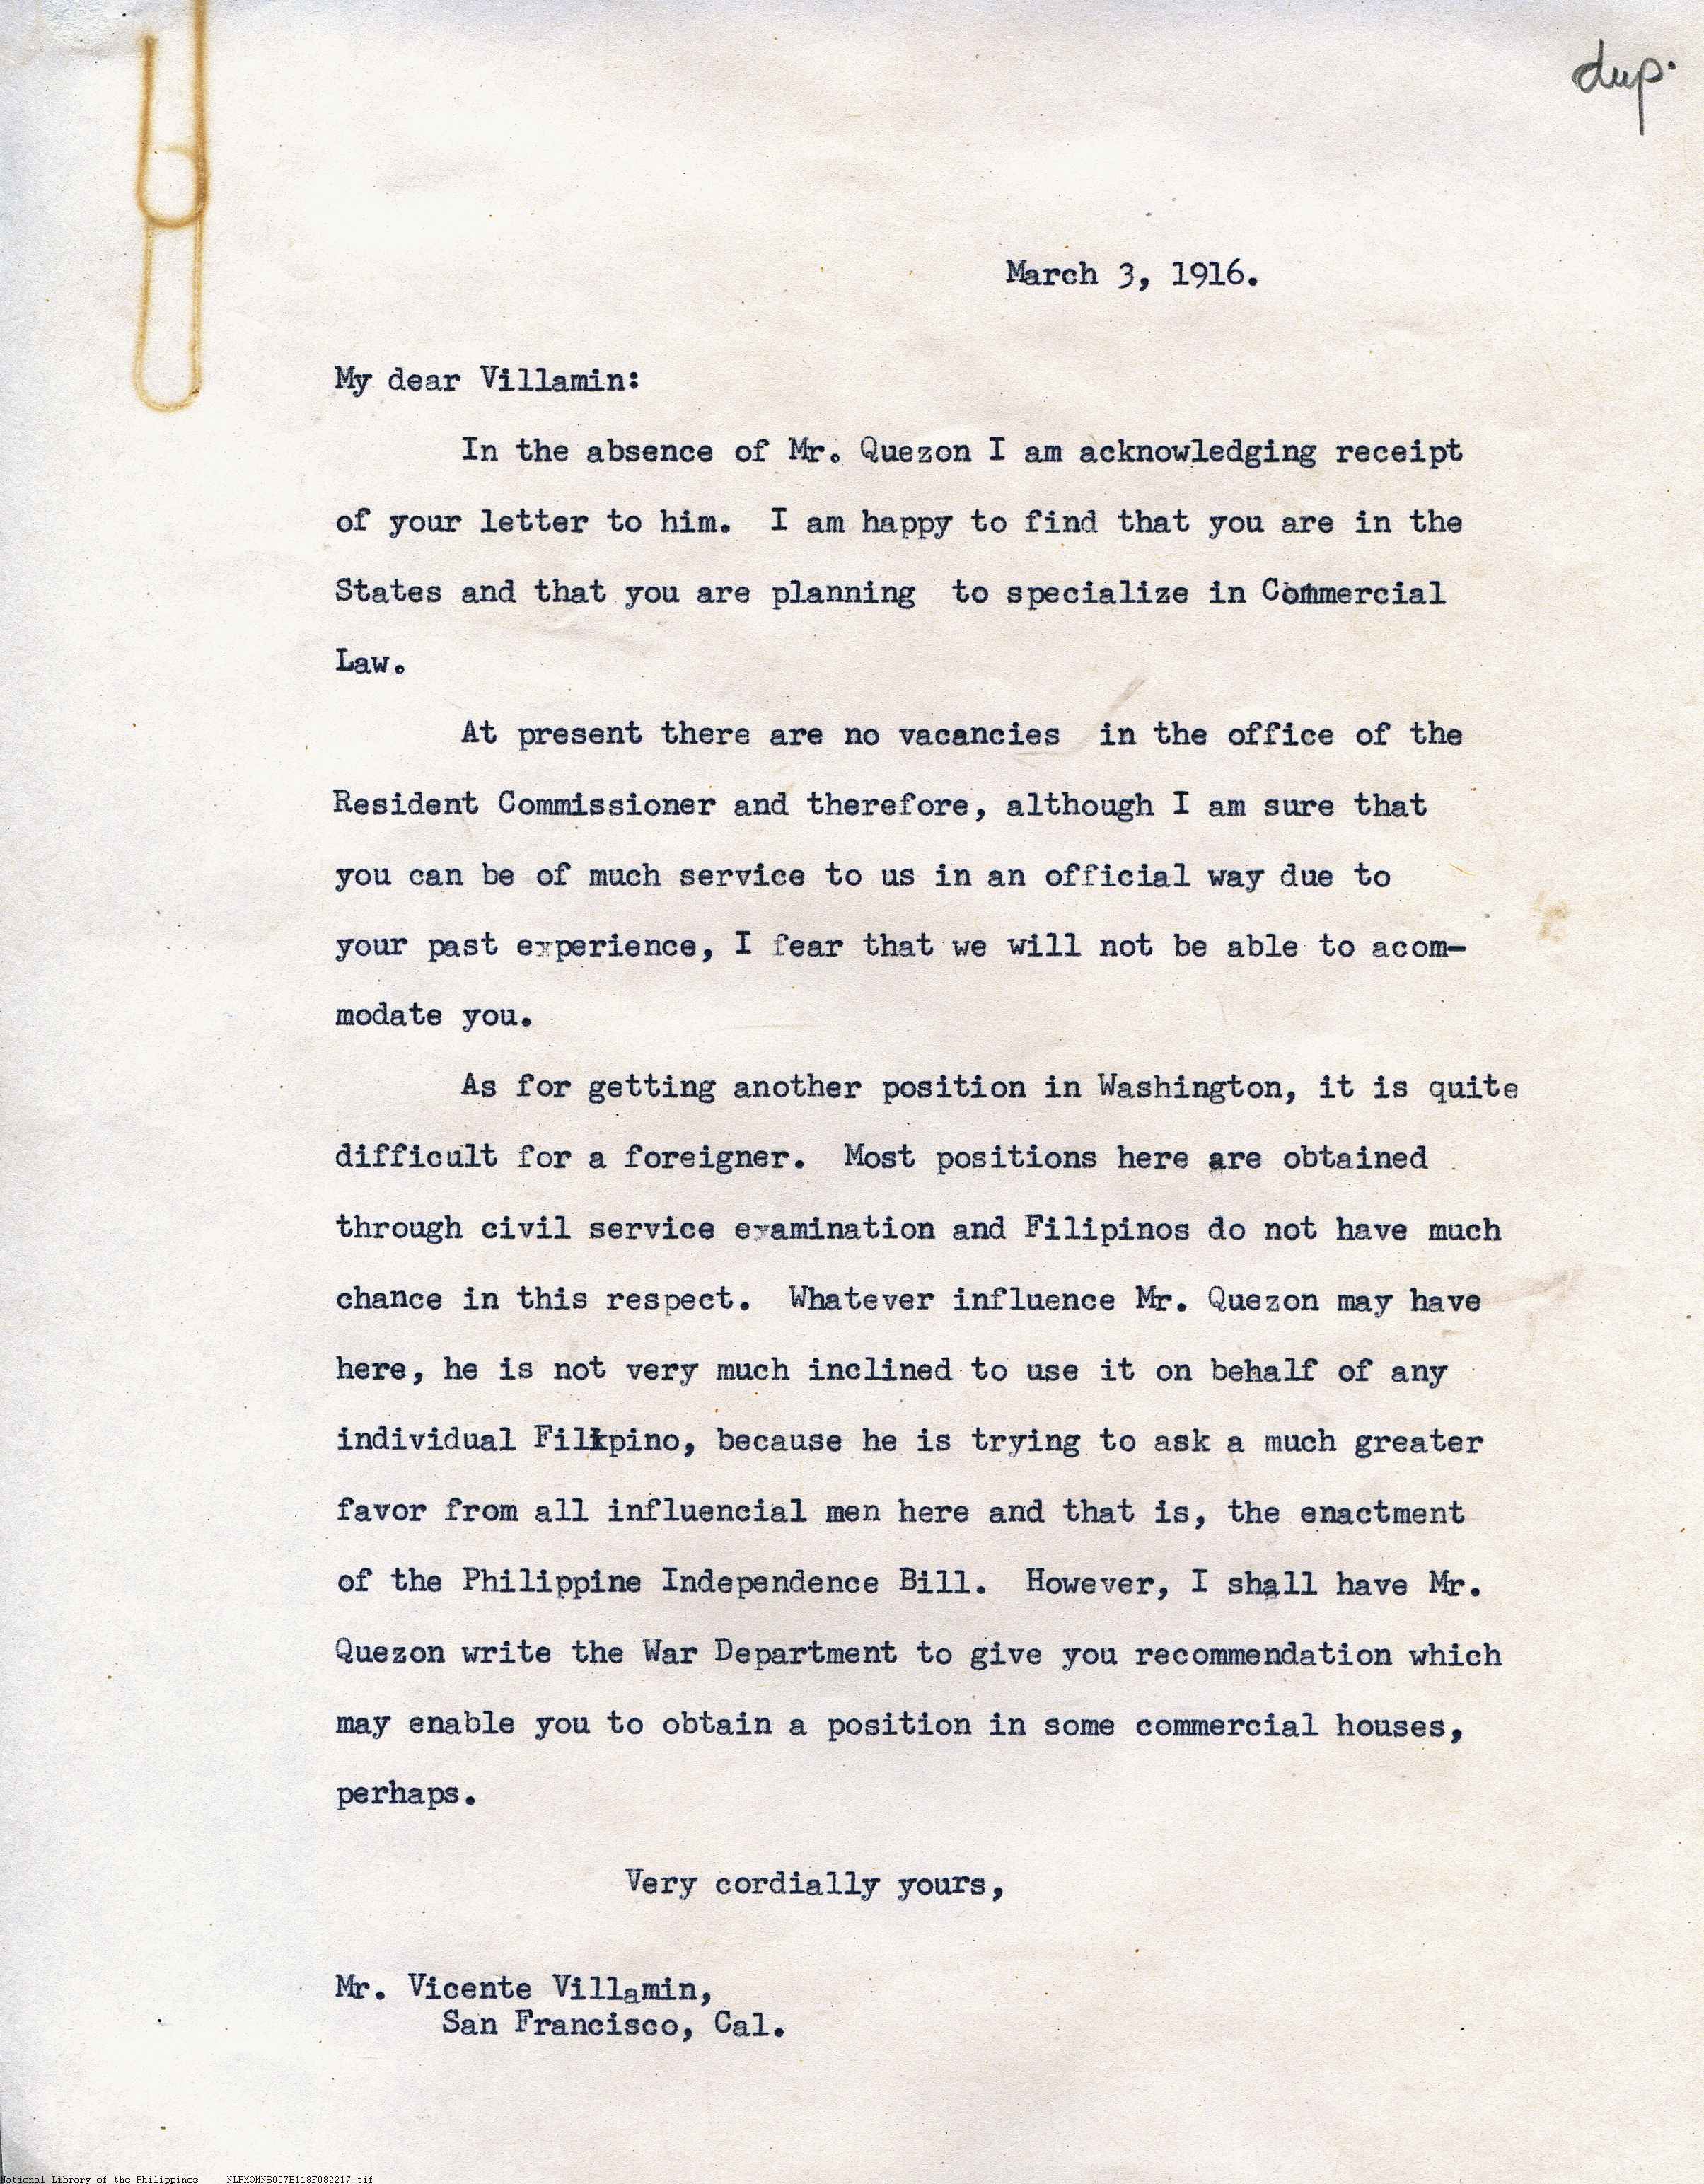 dup.
March 3, 1916.
My dear Villamin:
In the absence of Mr. Quezon I am acknowledging receipt
of your letter to him. I am happy to find that you are in the
States and that you are planning to specialize in Commercial
Law.
At present there are no vacancies in the office of the
Resident Commissioner and therefore, although I am sure that
you can be of much service to us in an official way due to
your past experience, I fear that we will not be able to acom-
modate you.
As for getting another position in Washington, it is quite
difficult for a foreigner. Most positions here are obtained
through civil service examination and Filipinos do not have much
chance in this respect. Whatever influence Mr. Quezon may have
here, he is not very much inclined to use it on behalf of any
individual Filipino, because he is trying to ask a much greater
favor from all influencial men here and that is, the enactment
of the Philippine Independence Bill. However, I shall have Mr.
Quezon write the War Department to give you recommendation which
may enable you to obtain a position in some commercial houses,
perhaps.
Very cordially yours,
Mr. Vicente Villamin,
San Francisco, Cal.
National Library of the Philippines NLPMQMNS007B118F082217.tif